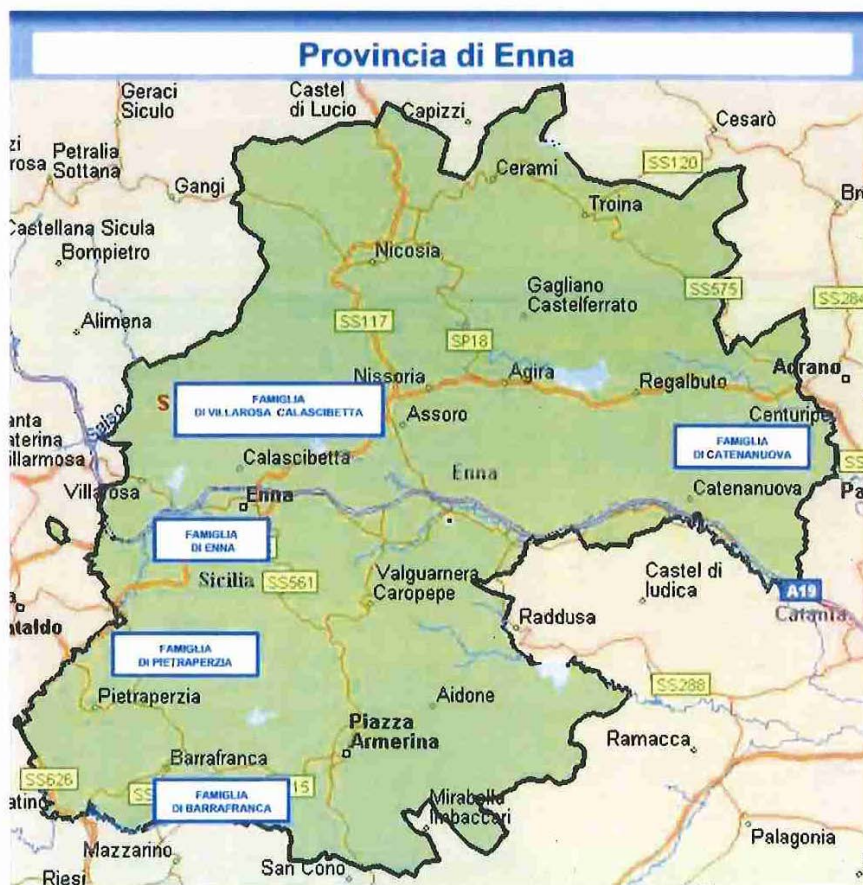 Provincia di Enna
Geraci
Siculo
Castel
di Lucio
Capizzi
Cesarò
Petralia
Sottana
Gangi
SS120
Cerami
Troina
Castellana Sicula
Bompietro
Nicosia
Gagliano
Castelferrato
SS575
SS284
Alimena
SS117
SP18
Nissoria
Agira
Regalbuto
Adrano
S
FAMIGLIA
DI VILLAROSA CALASCIBETTA
Assoro
Centuripe
Salso
FAMIGLIA
DI CATENANUOVA
Calascibetta
Enna
Villarosa
Enna
Catenanuova
FAMIGLIA
DI ENNA
Sicilia
SS561
Valguarnera
Caropepe
Castel di
Iudica
A19
Catania
Raddusa
FAMIGLIA
DI PIETRAPERZIA
SS288
Pietraperzia
Aidone
Piazza
Armerina
Ramacca
Barrafranca
SS626
FAMIGLIA
DI BARRAFRANCA
15
Mirabella
Imbaccari
Mazzarino
San Cono
Palagonia
Riesi